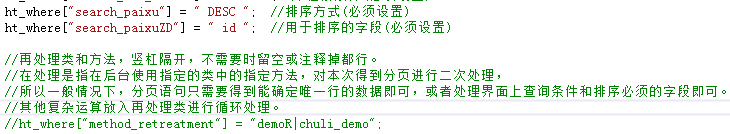 ht_where["search_paixu"] = " DESC "; //排序方式(必须设置)
ht_where["search_paixuZD"] = " id "; //用于排序的字段(必须设置)
//再处理类和方法，竖杠隔开，不需要时留空或注释掉都行。
//在处理是指在后台使用指定的类中的指定方法，对本次得到分页进行二次处理，
//所以一般情况下，分页语句只需要得到能确定唯一行的数据即可，或者处理界面上查询条件和排序必须的字段即可。
//其他复杂运算放入再处理类进行循环处理。
//ht_where["method_retreatment"] = "demoR|chuli_demo";